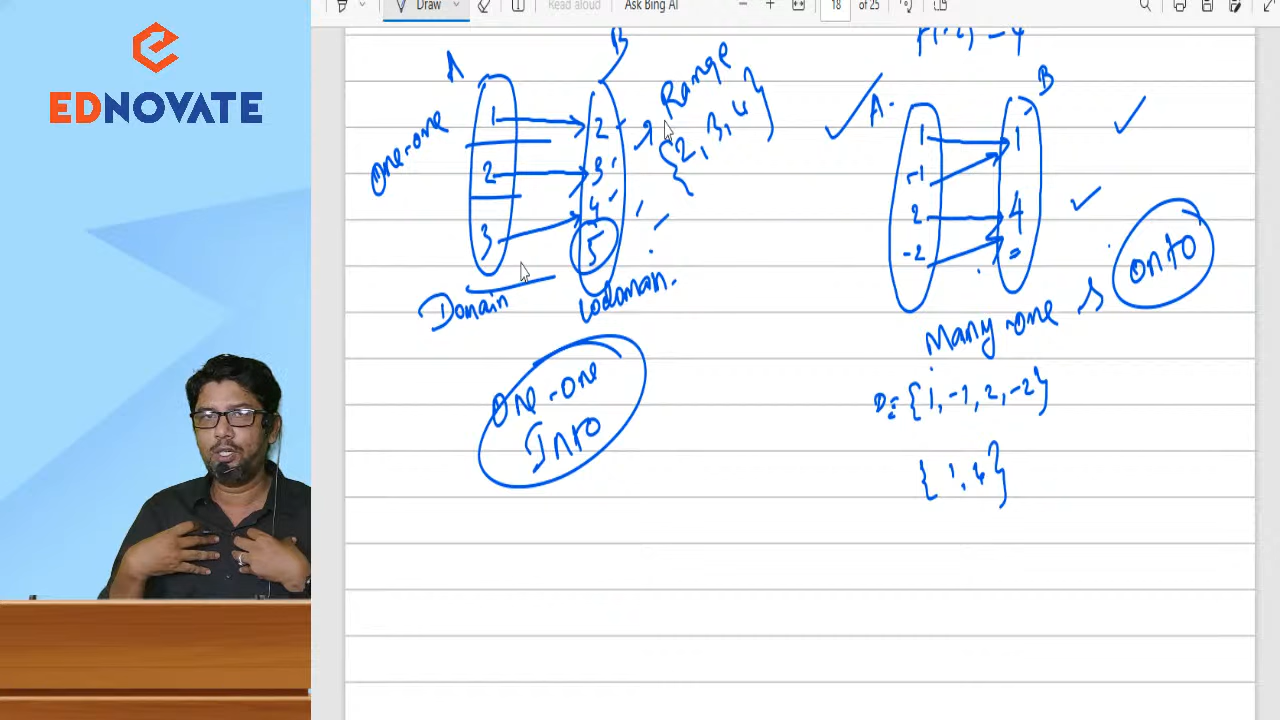 Draw
Read aloud
Ask Bing AI
18
of 25
EDNOVATE
A
B
One-one
1
2
3
2
3
4
5
Range
{2, 3, 4}
Domain
Codomain.
One-one
Into
A.
B
1
-1
2
-2
1
4
Many-one is
onto
D = {1, -1, 2, -2}
{1, 4}